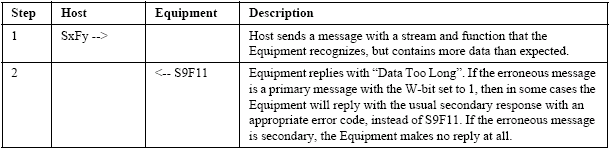 Step Host Equipment Description
1 SxFy --> Host sends a message with a stream and function that the
Equipment recognizes, but contains more data than expected.
2 <-- S9F11 Equipment replies with “Data Too Long”. If the erroneous message
is a primary message with the W-bit set to 1, then in some cases the
Equipment will reply with the usual secondary response with an
appropriate error code, instead of S9F11. If the erroneous message
is secondary, the Equipment makes no reply at all.